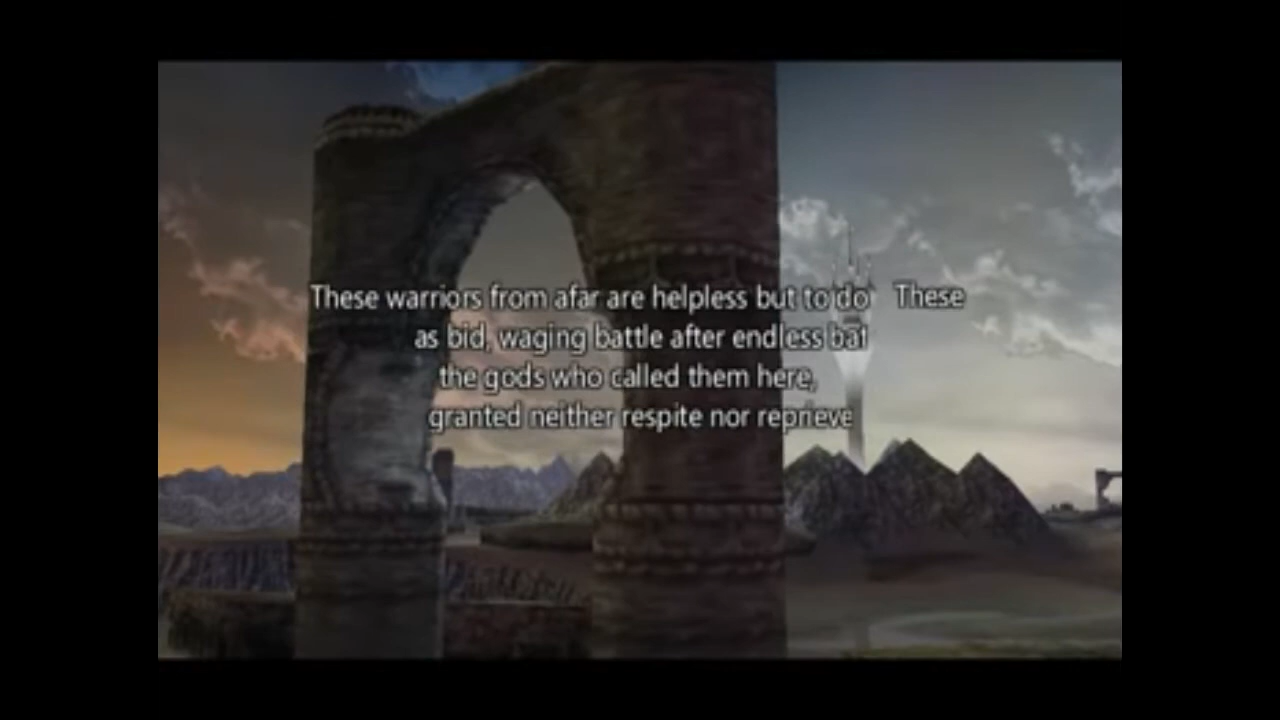 These warriors from afar are helpless but to do These
as bid, waging battle after endless bat
the gods who called them here,
granted neither respite nor reprieve